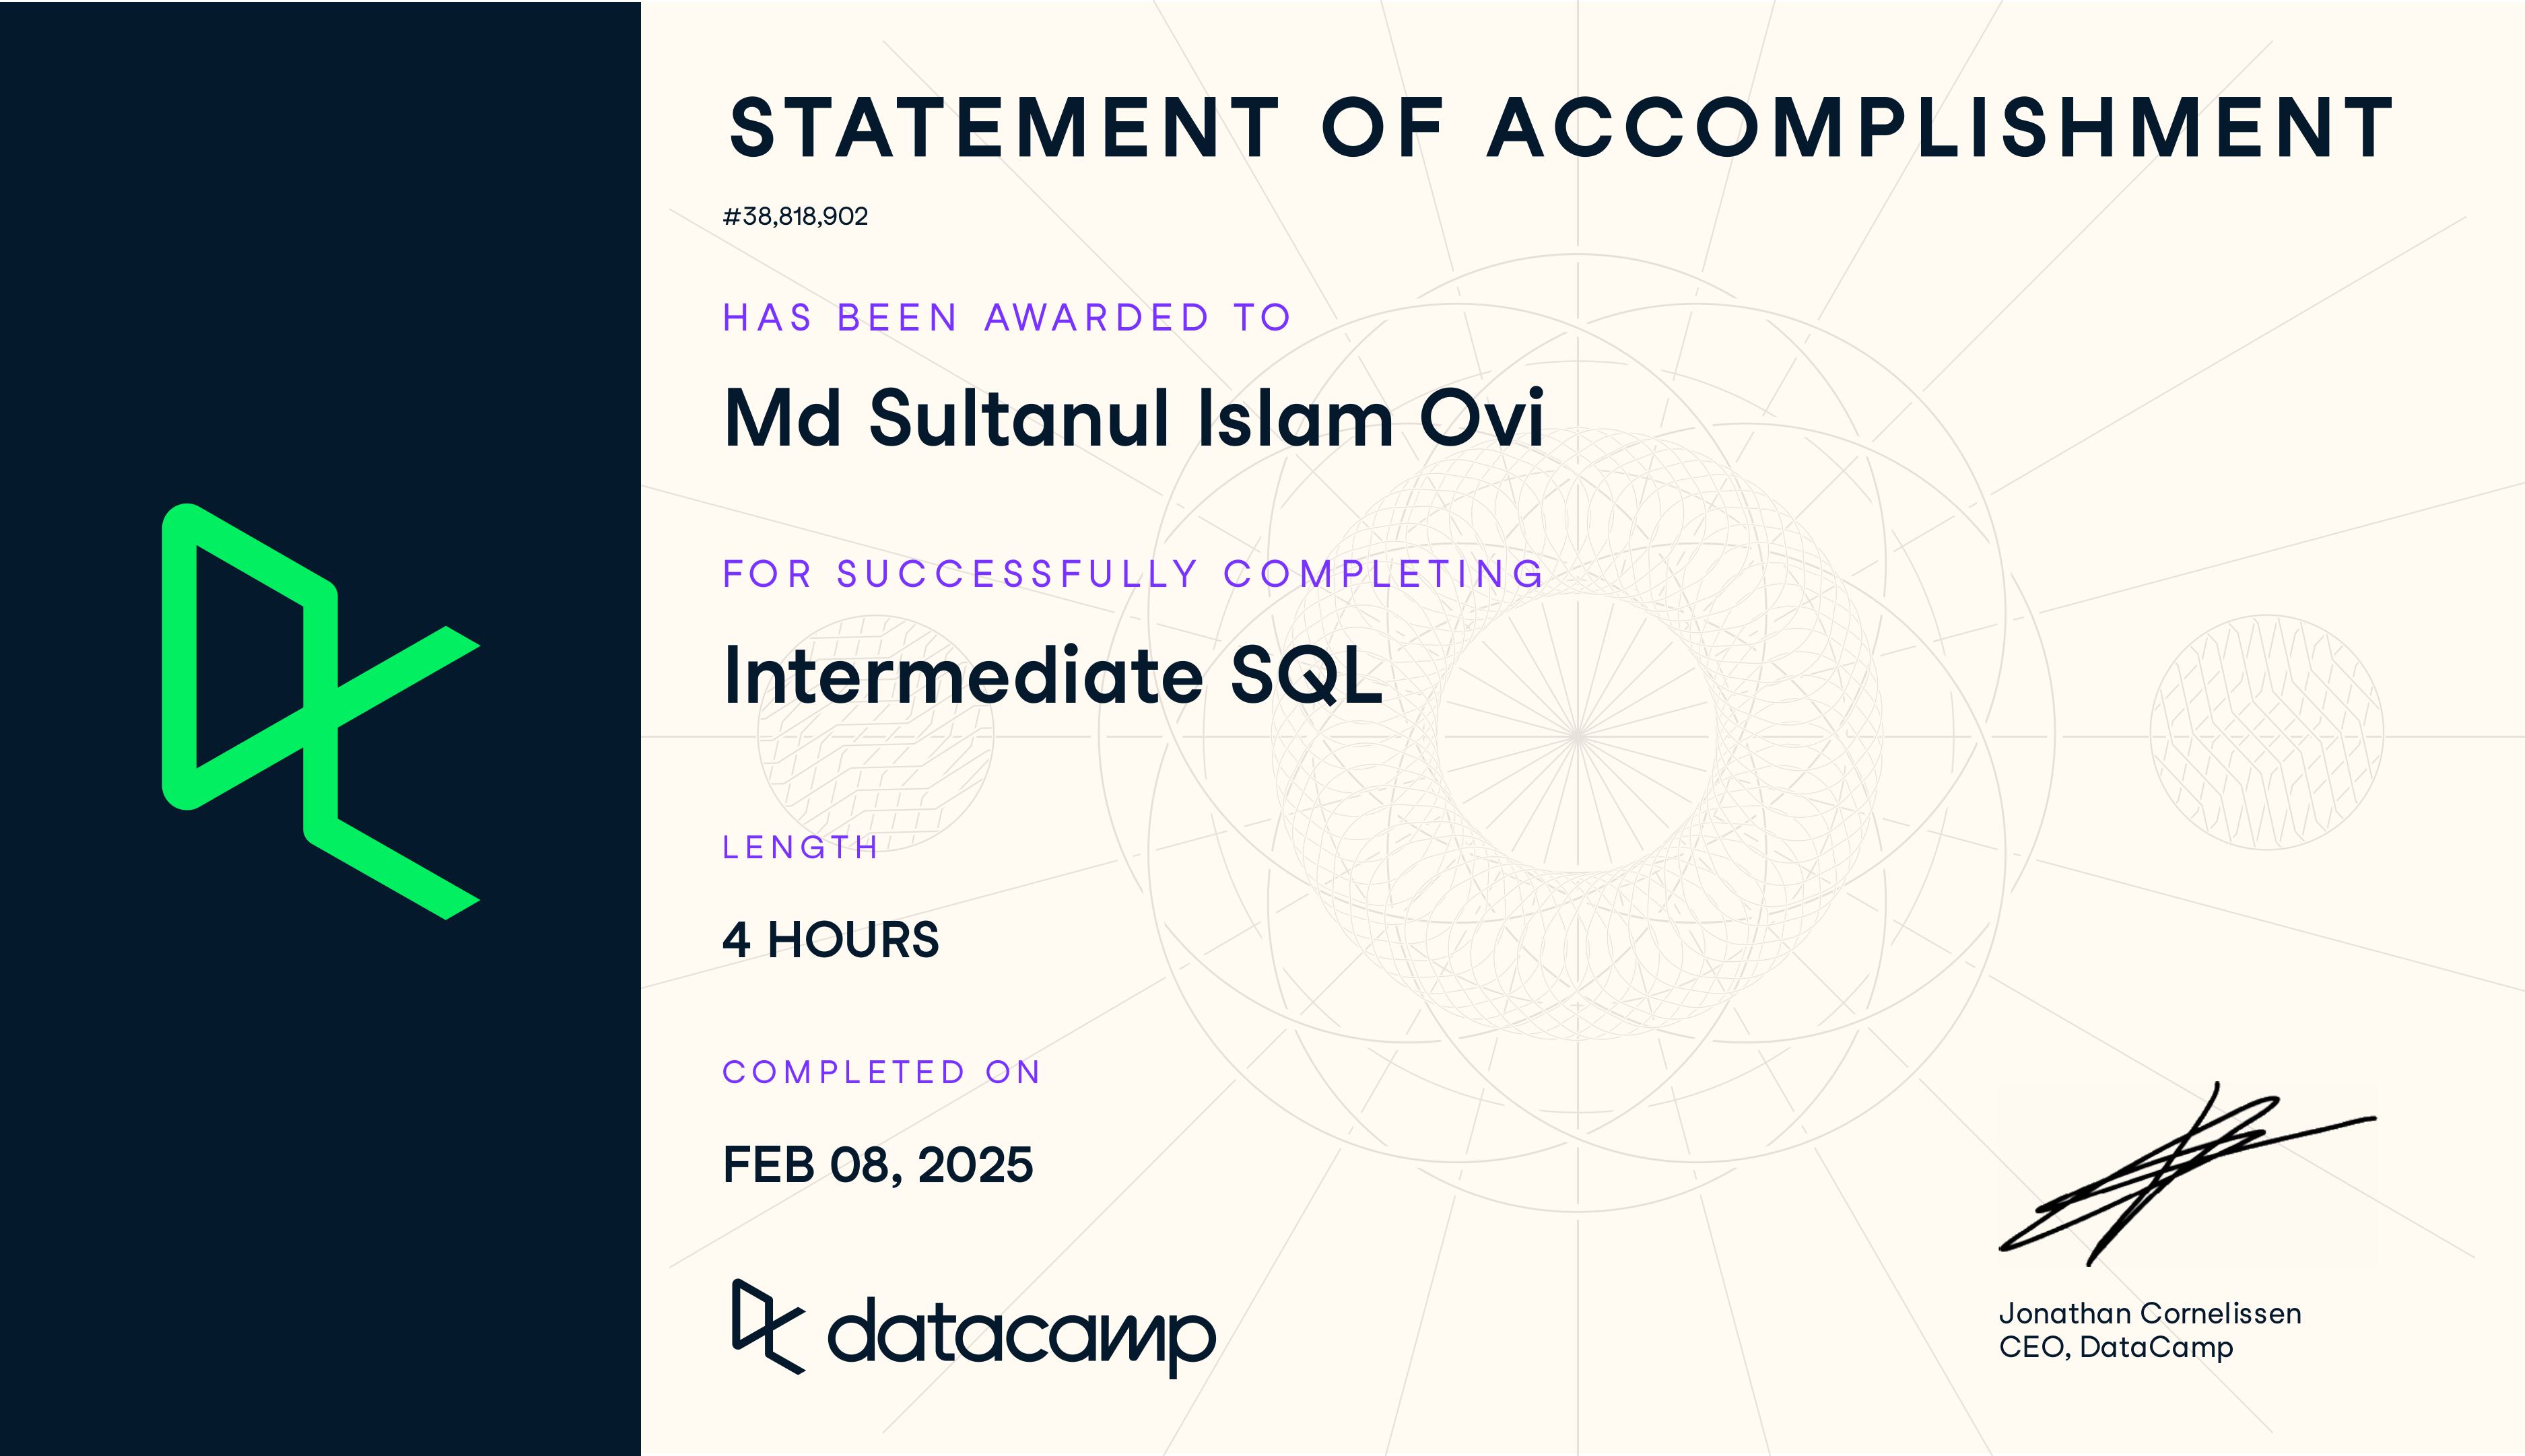 STATEMENT OF ACCOMPLISHMENT
#38,818,902
HAS BEEN AWARDED TO
Md Sultanul Islam Ovi
FOR SUCCESSFULLY COMPLETING
Intermediate SQL
LENGTH
4 HOURS
COMPLETED ON
FEB 08, 2025
datacamp
Jonathan Cornelissen
CEO, DataCamp